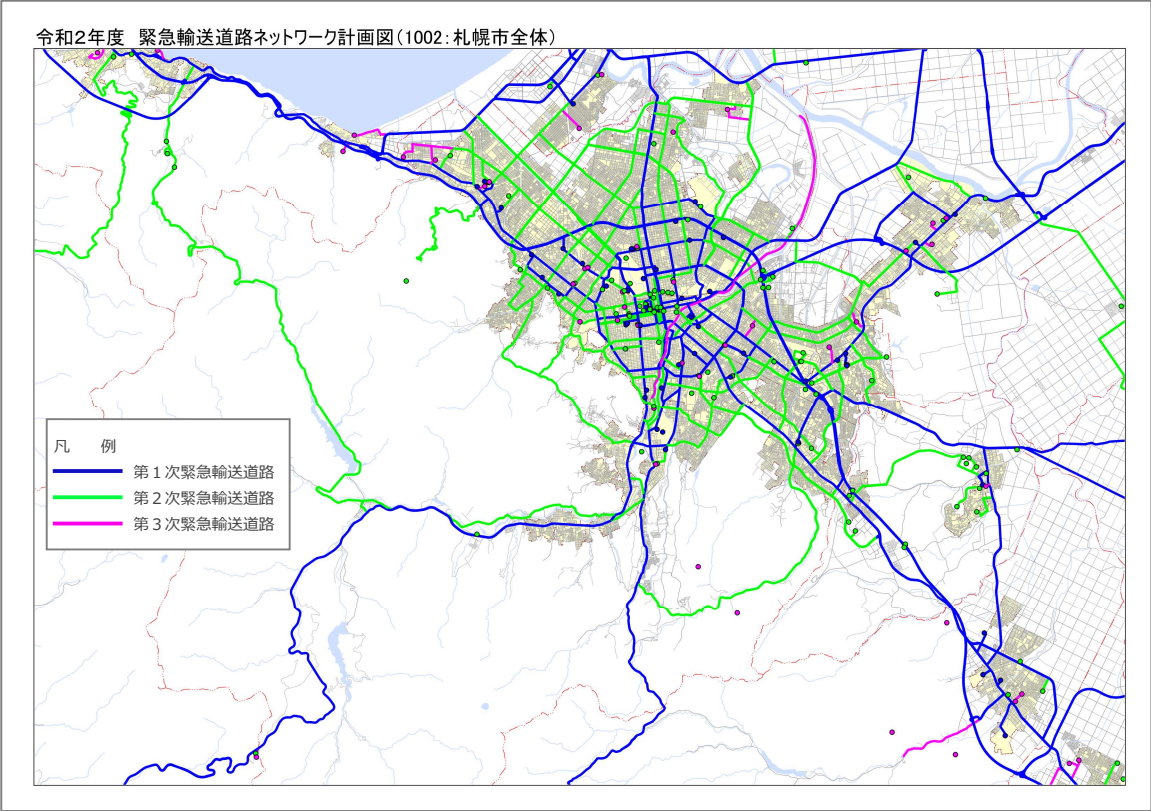 令和2年度 緊急輸送道路ネットワーク計画図(1002:札幌市全体)
凡 例
第1次緊急輸送道路
第2次緊急輸送道路
第3次緊急輸送道路